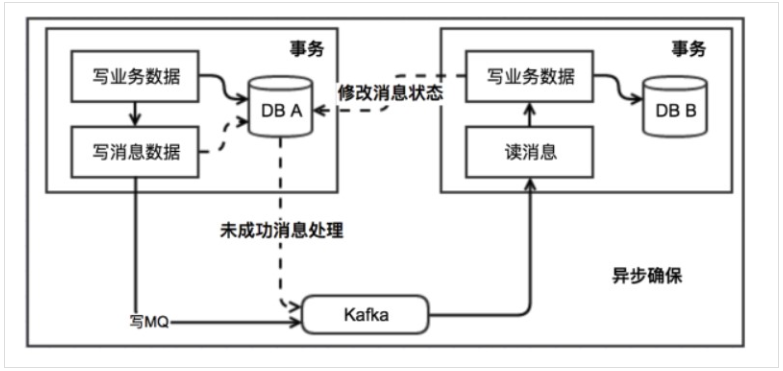 事务
写业务数据
DB A
写消息数据
修改消息状态
事务
写业务数据
DB B
读消息
未成功消息处理
异步确保
写MQ
Kafka